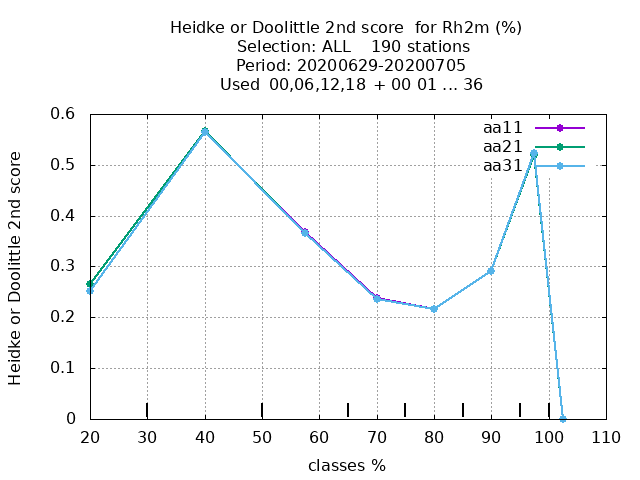 Heidke or Doolittle 2nd score  for Rh2m (%)
Selection: ALL    190 stations
Period: 20200629-20200705
Used  00,06,12,18  + 00 01 ... 36
Heidke or Doolittle 2nd score
0.6
0.5
0.4
0.3
0.2
0.1
0
aa11
aa21
aa31
20 30 40 50 60 70 80 90 100 110
classes %